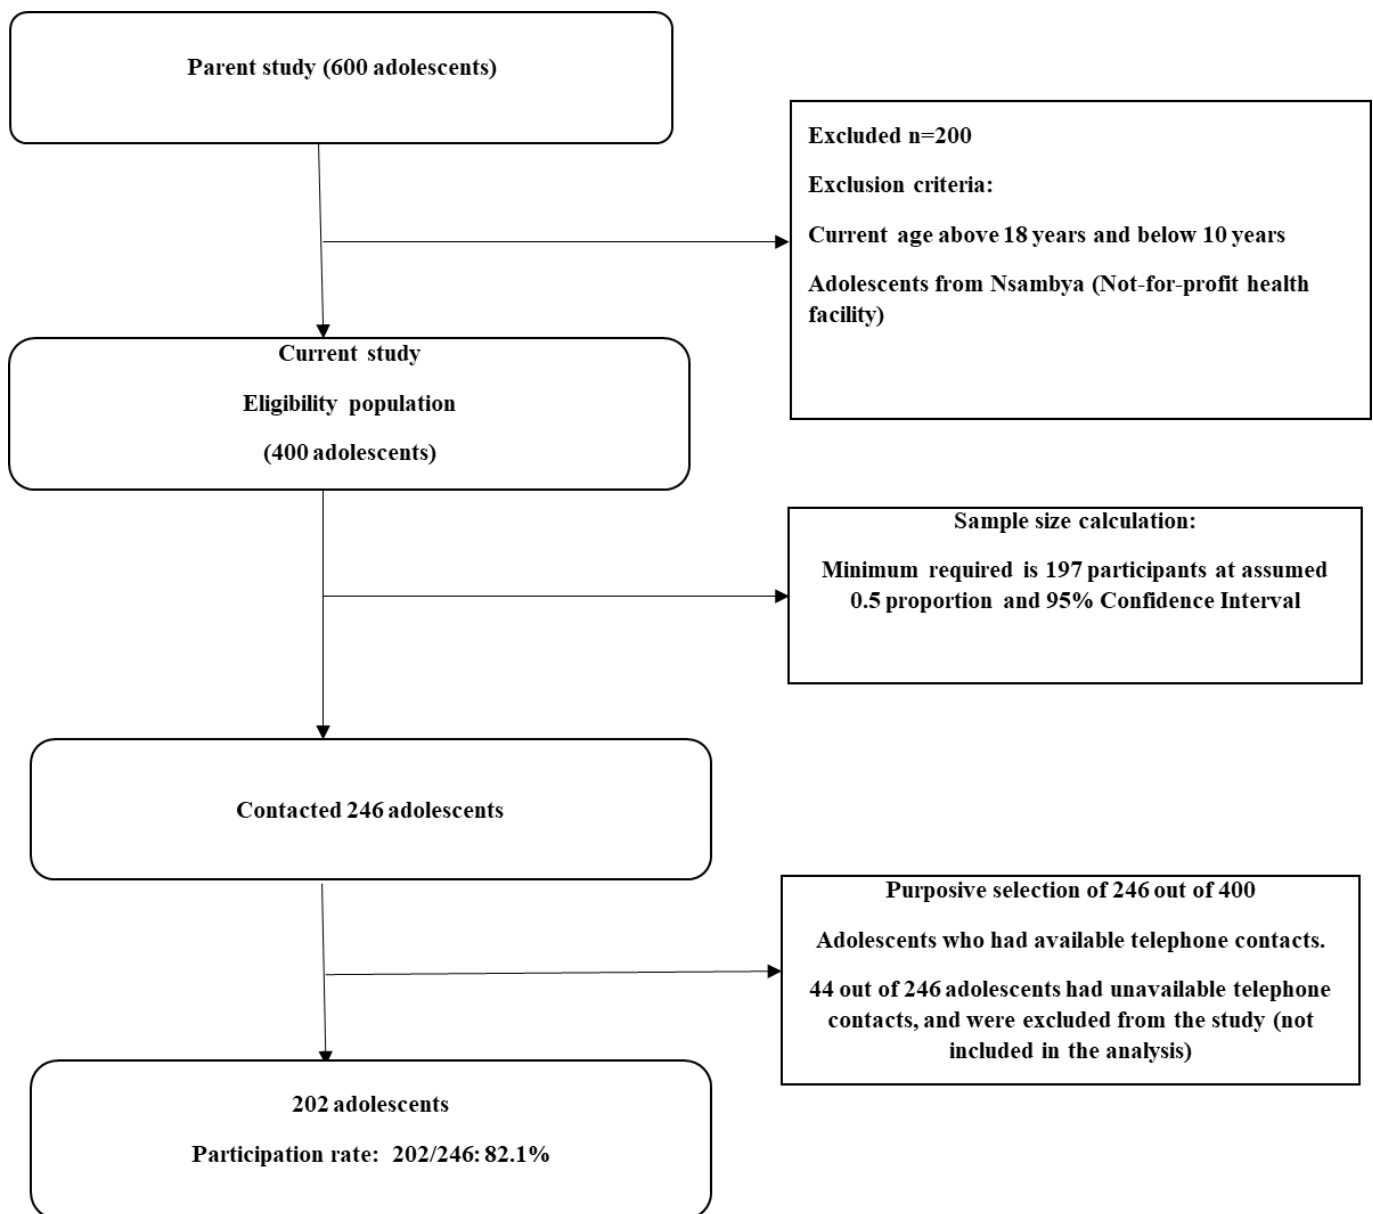 Parent study (600 adolescents)
Excluded n=200
Exclusion criteria:
Current age above 18 years and below 10 years
Adolescents from Nsambya (Not-for-profit health
facility)
Current study
Eligibility population
(400 adolescents)
Sample size calculation:
Minimum required is 197 participants at assumed
0.5 proportion and 95% Confidence Interval
Contacted 246 adolescents
Purposive selection of 246 out of 400
Adolescents who had available telephone contacts.
44 out of 246 adolescents had unavailable telephone
contacts, and were excluded from the study (not
included in the analysis)
202 adolescents
Participation rate: 202/246: 82.1%